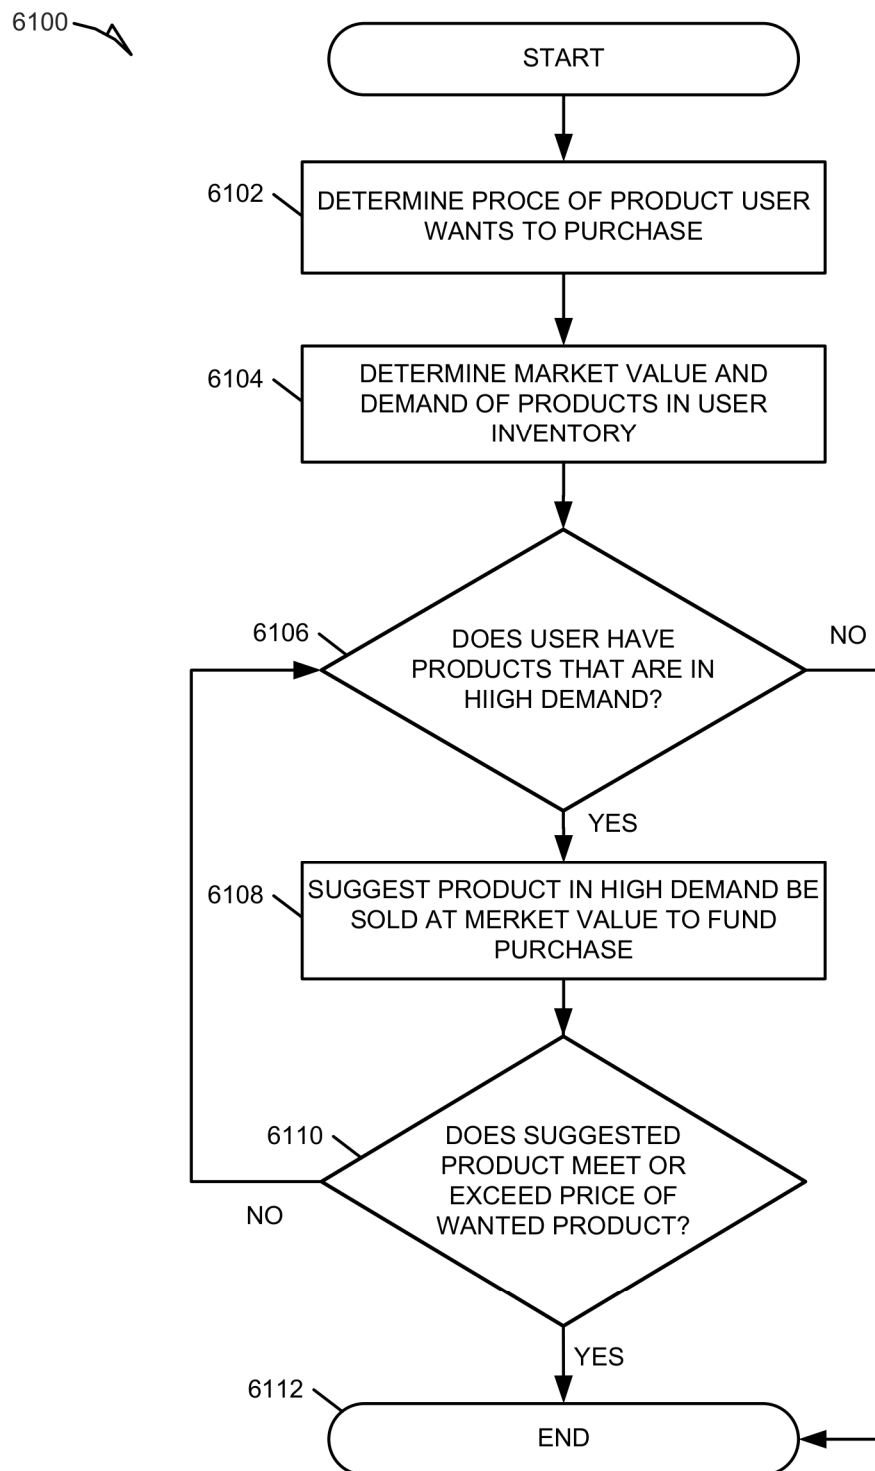 6100
START
6102
DETERMINE PROCE OF PRODUCT USER
WANTS TO PURCHASE
6104
DETERMINE MARKET VALUE AND
DEMAND OF PRODUCTS IN USER
INVENTORY
6106
DOES USER HAVE
PRODUCTS THAT ARE IN
HIIGH DEMAND?
NO
YES
6108
SUGGEST PRODUCT IN HIGH DEMAND BE
SOLD AT MERKET VALUE TO FUND
PURCHASE
6110
DOES SUGGESTED
PRODUCT MEET OR
EXCEED PRICE OF
WANTED PRODUCT?
NO
YES
6112
END